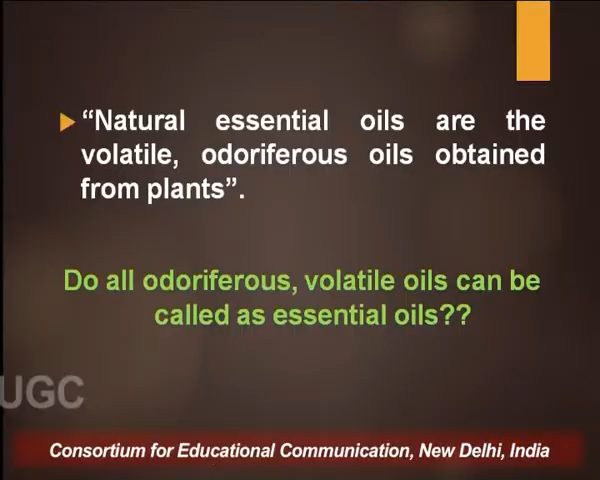 “Natural essential oils are the
volatile, odoriferous oils obtained
from plants”.
Do all odoriferous, volatile oils can be
called as essential oils??
UGC
Consortium for Educational Communication, New Delhi, India